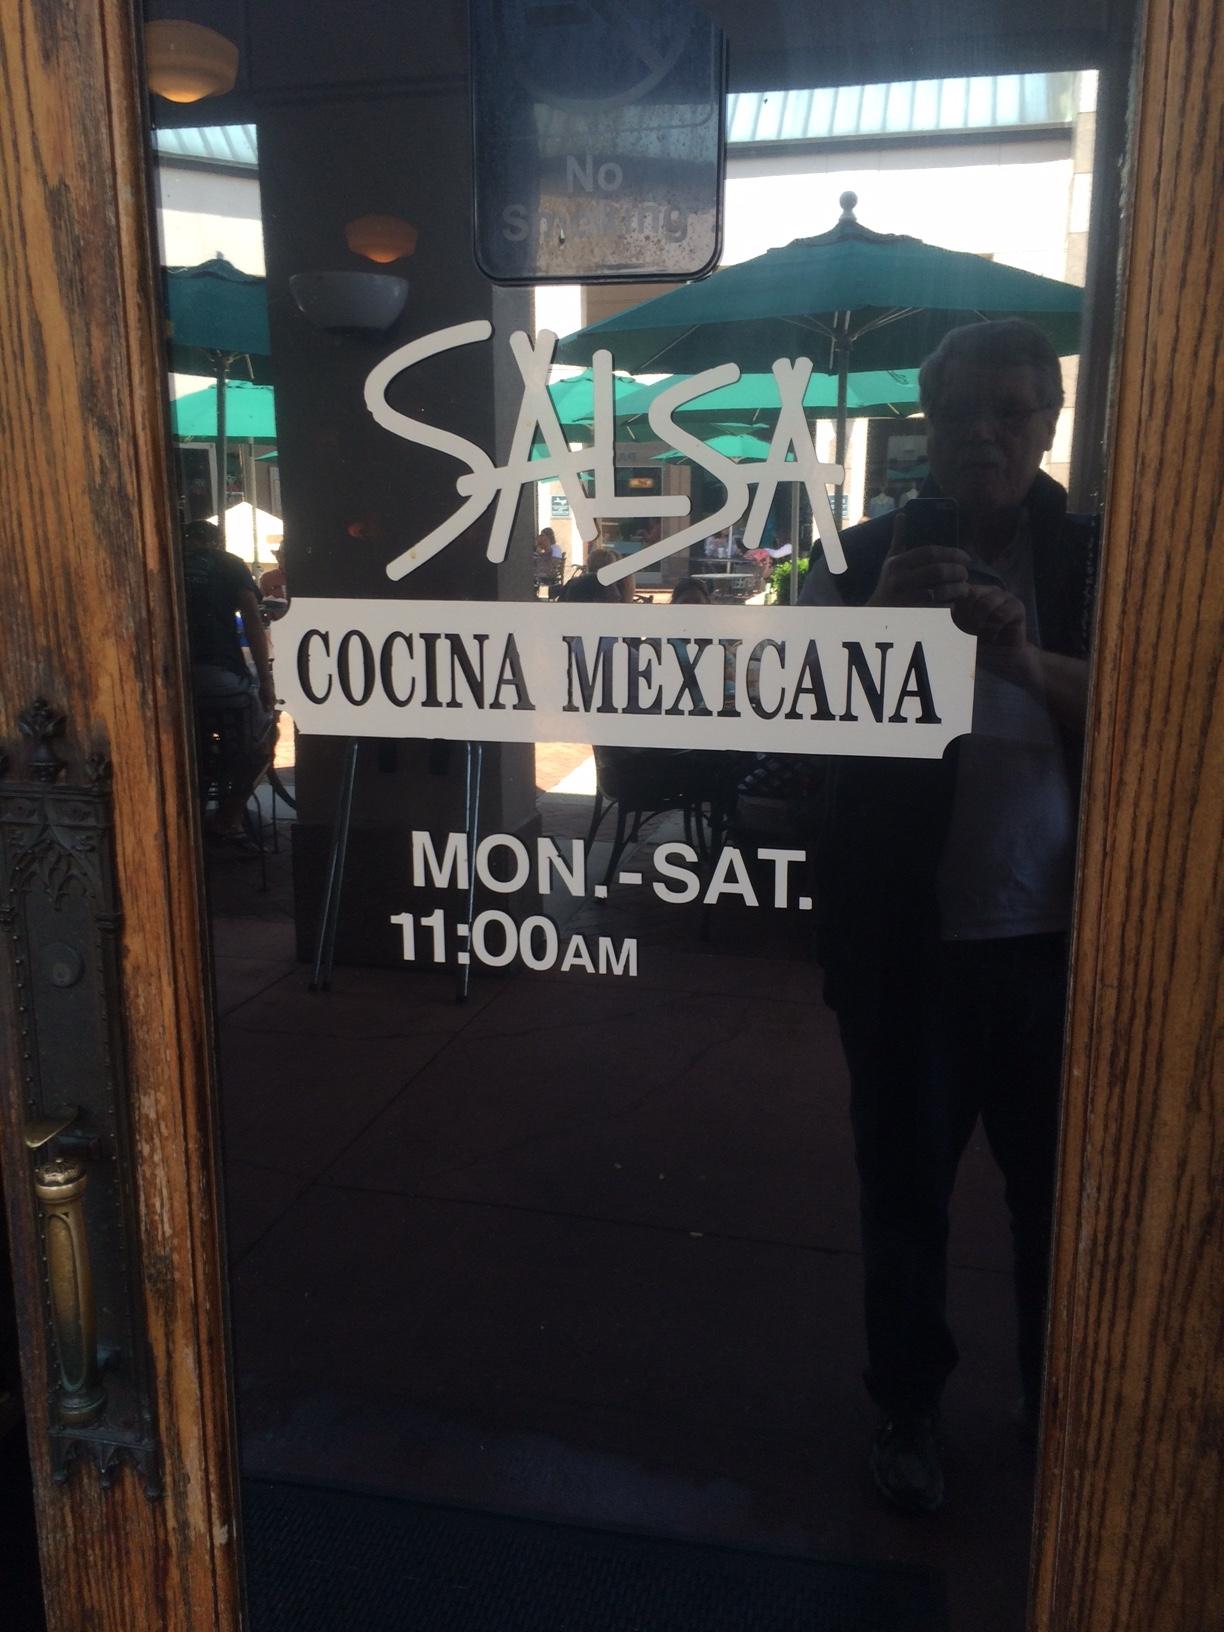 No
Smoking
SALSA
COCINA MEXICANA
MON.-SAT.
11:00AM